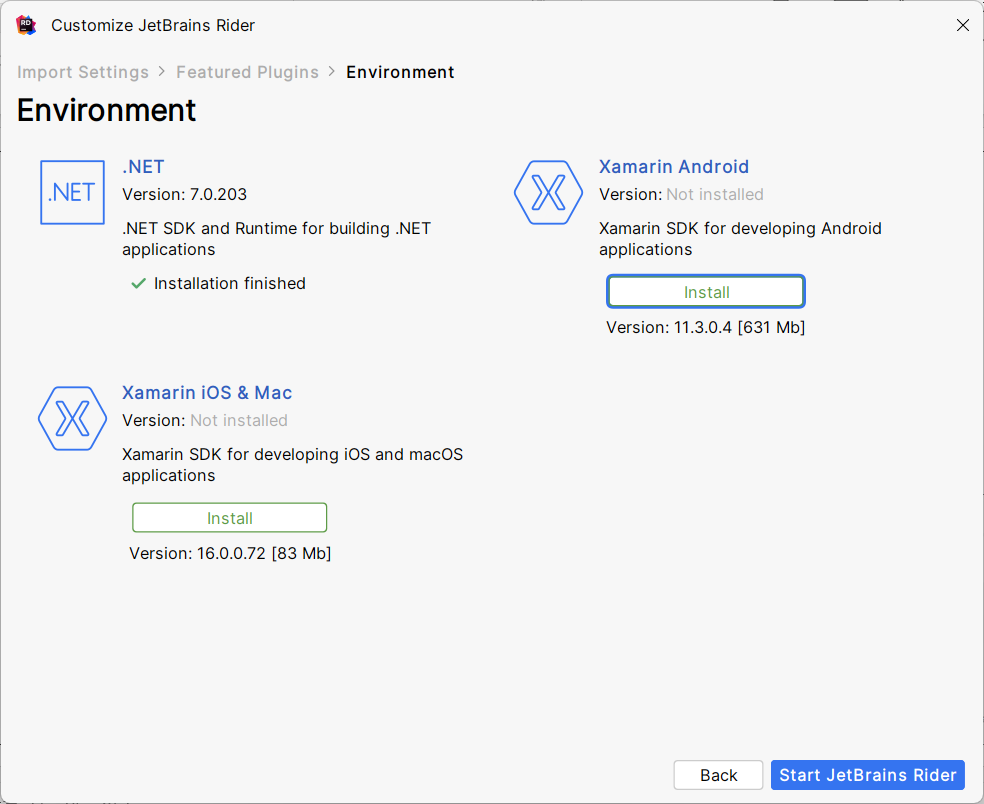 RD
Customize JetBrains Rider
Import Settings > Featured Plugins > Environment
Environment
.NET
.NET
Version: 7.0.203
.NET SDK and Runtime for building .NET
applications
Installation finished
Xamarin Android
Version: Not installed
Xamarin SDK for developing Android
applications
Install
Version: 11.3.0.4 [631 Mb]
Xamarin iOS & Mac
Version: Not installed
Xamarin SDK for developing iOS and macOS
applications
Install
Version: 16.0.0.72 [83 Mb]
Back
Start JetBrains Rider